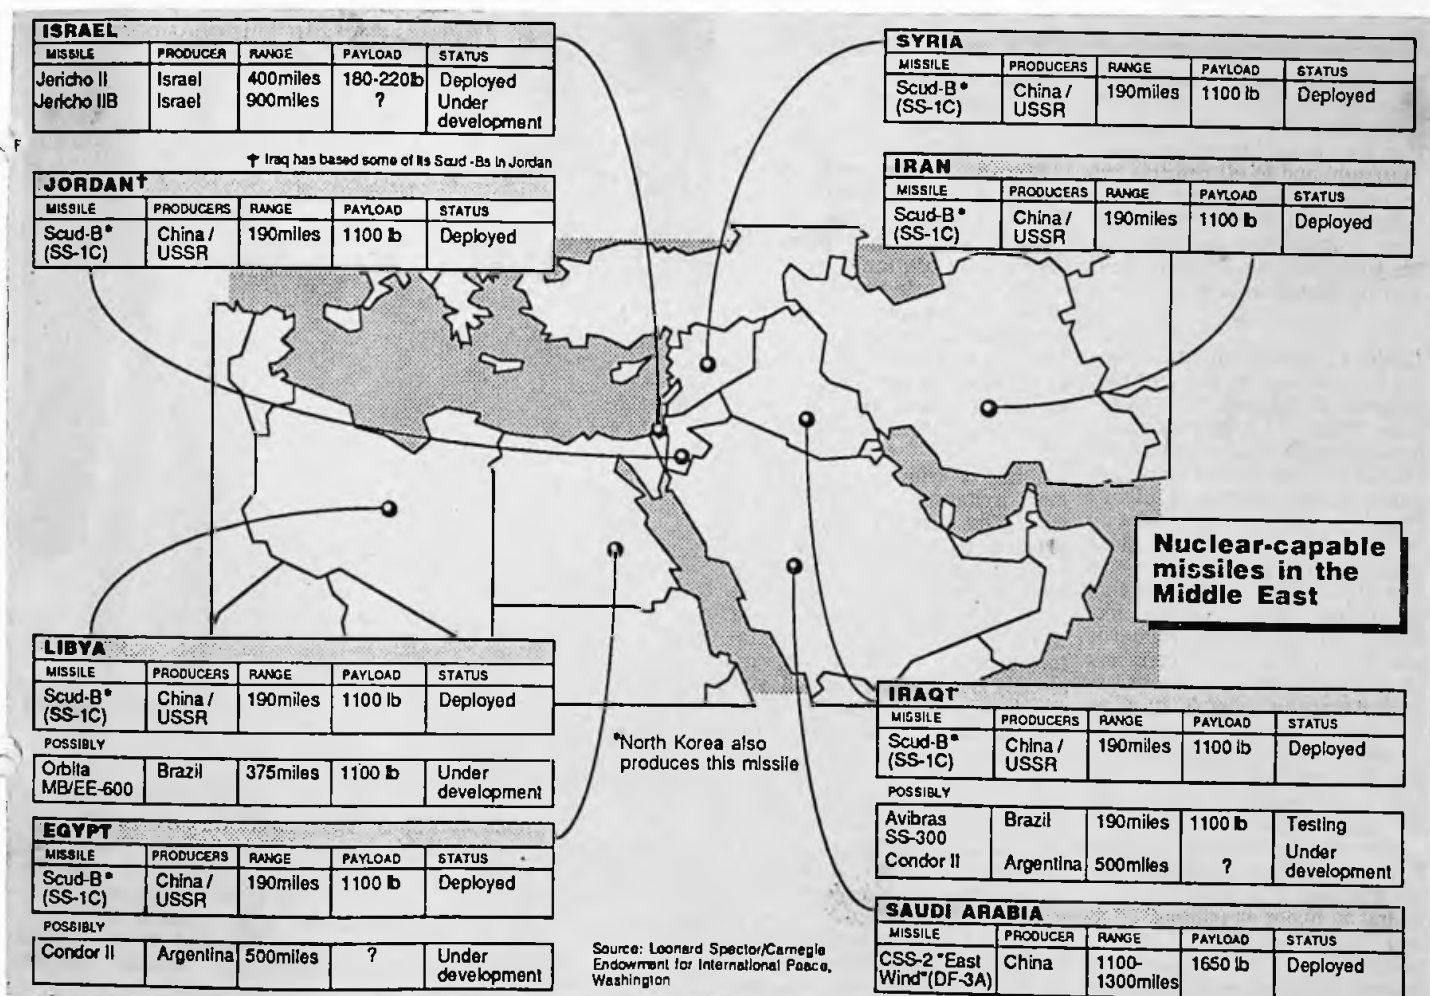 ISRAEL
MISSILE PRODUCER RANGE PAYLOAD STATUS
Jericho II Israel 400miles 180-220lb Deployed
Jericho IIB Israel 900miles ? Under
development
† Iraq has based some of its Scud -Bs in Jordan
JORDAN†
MISSILE PRODUCERS RANGE PAYLOAD STATUS
Scud-B* China / 190miles 1100 lb Deployed
(SS-1C) USSR
SYRIA
MISSILE PRODUCERS RANGE PAYLOAD STATUS
Scud-B* China / 190miles 1100 lb Deployed
(SS-1C) USSR
IRAN
MISSILE PRODUCERS RANGE PAYLOAD STATUS
Scud-B* China / 190miles 1100 lb Deployed
(SS-1C) USSR
Nuclear-capable
missiles in the
Middle East
LIBYA
MISSILE PRODUCERS RANGE PAYLOAD STATUS
Scud-B* China / 190miles 1100 lb Deployed
(SS-1C) USSR
POSSIBLY
Orbita Brazil 375miles 1100 lb Under
MB/EE-600 development
EGYPT
MISSILE PRODUCERS RANGE PAYLOAD STATUS
Scud-B* China / 190miles 1100 lb Deployed
(SS-1C) USSR
POSSIBLY
Condor II Argentina 500miles ? Under
development
*North Korea also
produces this missile
Source: Leonard Spector/Carnegie
Endowment for International Peace,
Washington
IRAQ†
MISSILE PRODUCERS RANGE PAYLOAD STATUS
Scud-B* China / 190miles 1100 lb Deployed
(SS-1C) USSR
POSSIBLY
Avibras Brazil 190miles 1100 lb Testing
SS-300
Condor II Argentina 500miles ? Under
development
SAUDI ARABIA
MISSILE PRODUCER RANGE PAYLOAD STATUS
CSS-2 "East China 1100- 1650 lb Deployed
Wind"(DF-3A) 1300miles